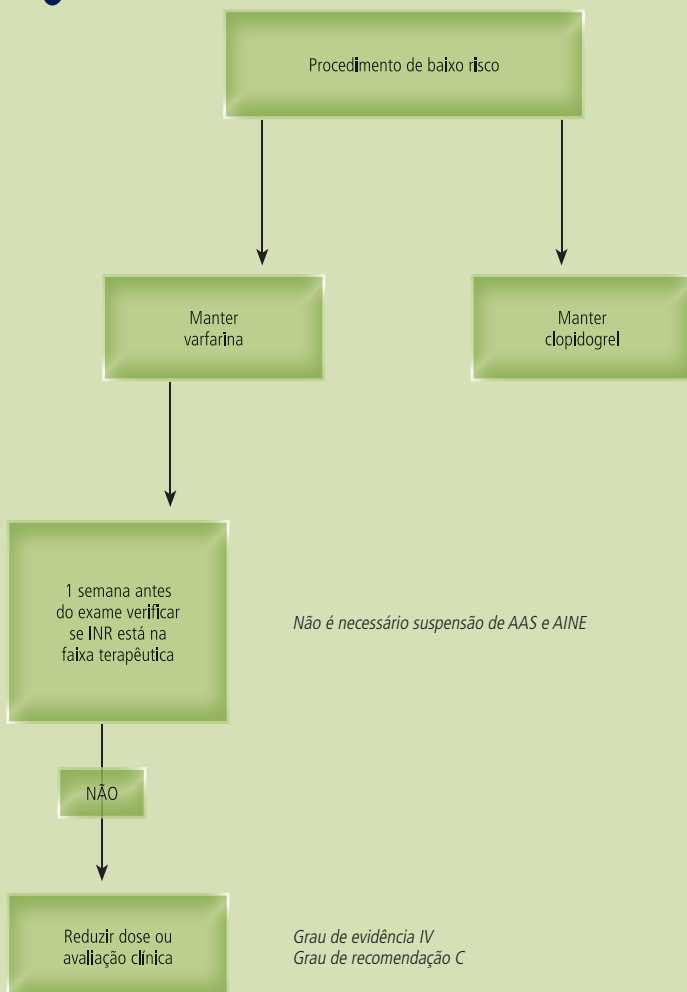 Procedimento de baixo risco
Manter
varfarina
Manter
clopidogrel
1 semana antes
do exame verificar
se INR está na
faixa terapêutica
Não é necessário suspensão de AAS e AINE
NÃO
Reduzir dose ou
avaliação clínica
Grau de evidência IV
Grau de recomendação C